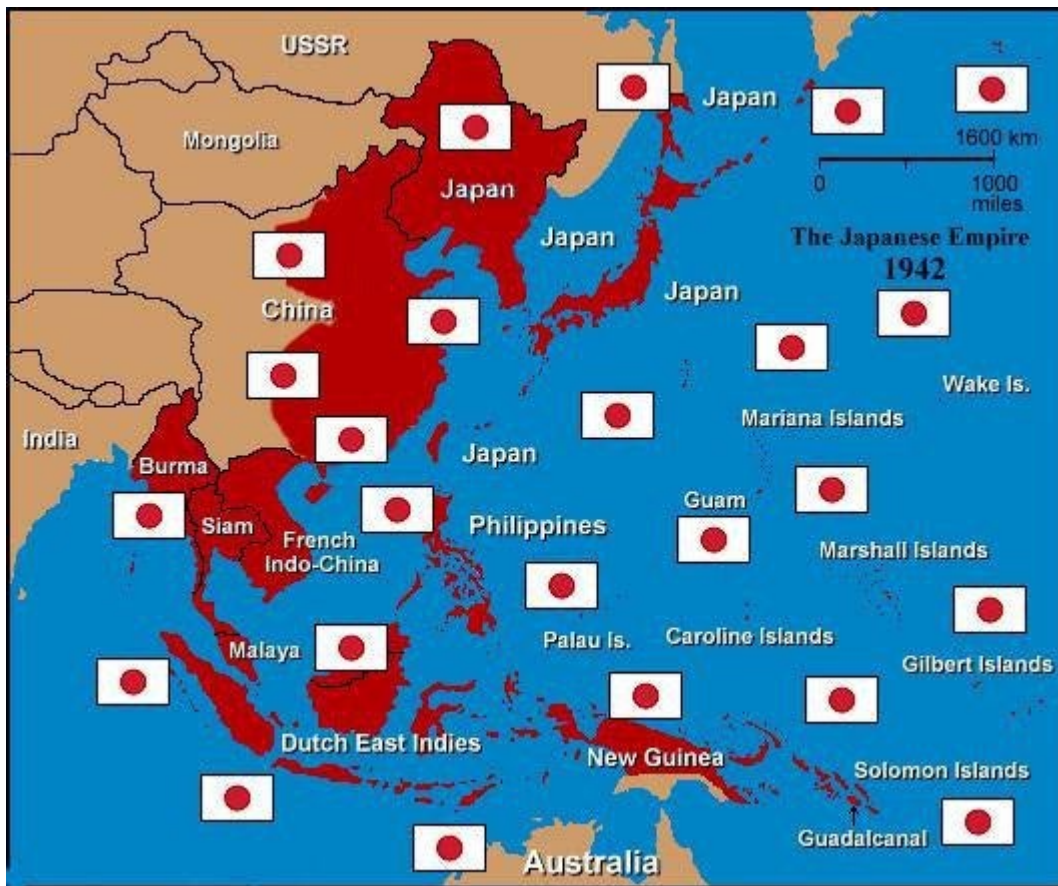 USSR
Japan
1600 km
Mongolia
0
1000
miles
Japan
Japan
The Japanese Empire
1942
Japan
China
Wake Is.
Mariana Islands
India
Japan
Burma
Guam
Siam
Philippines
French
Indo-China
Marshall Islands
Palau Is.
Caroline Islands
Malaya
Gilbert Islands
Dutch East Indies
New Guinea
Solomon Islands
Guadalcanal
Australia